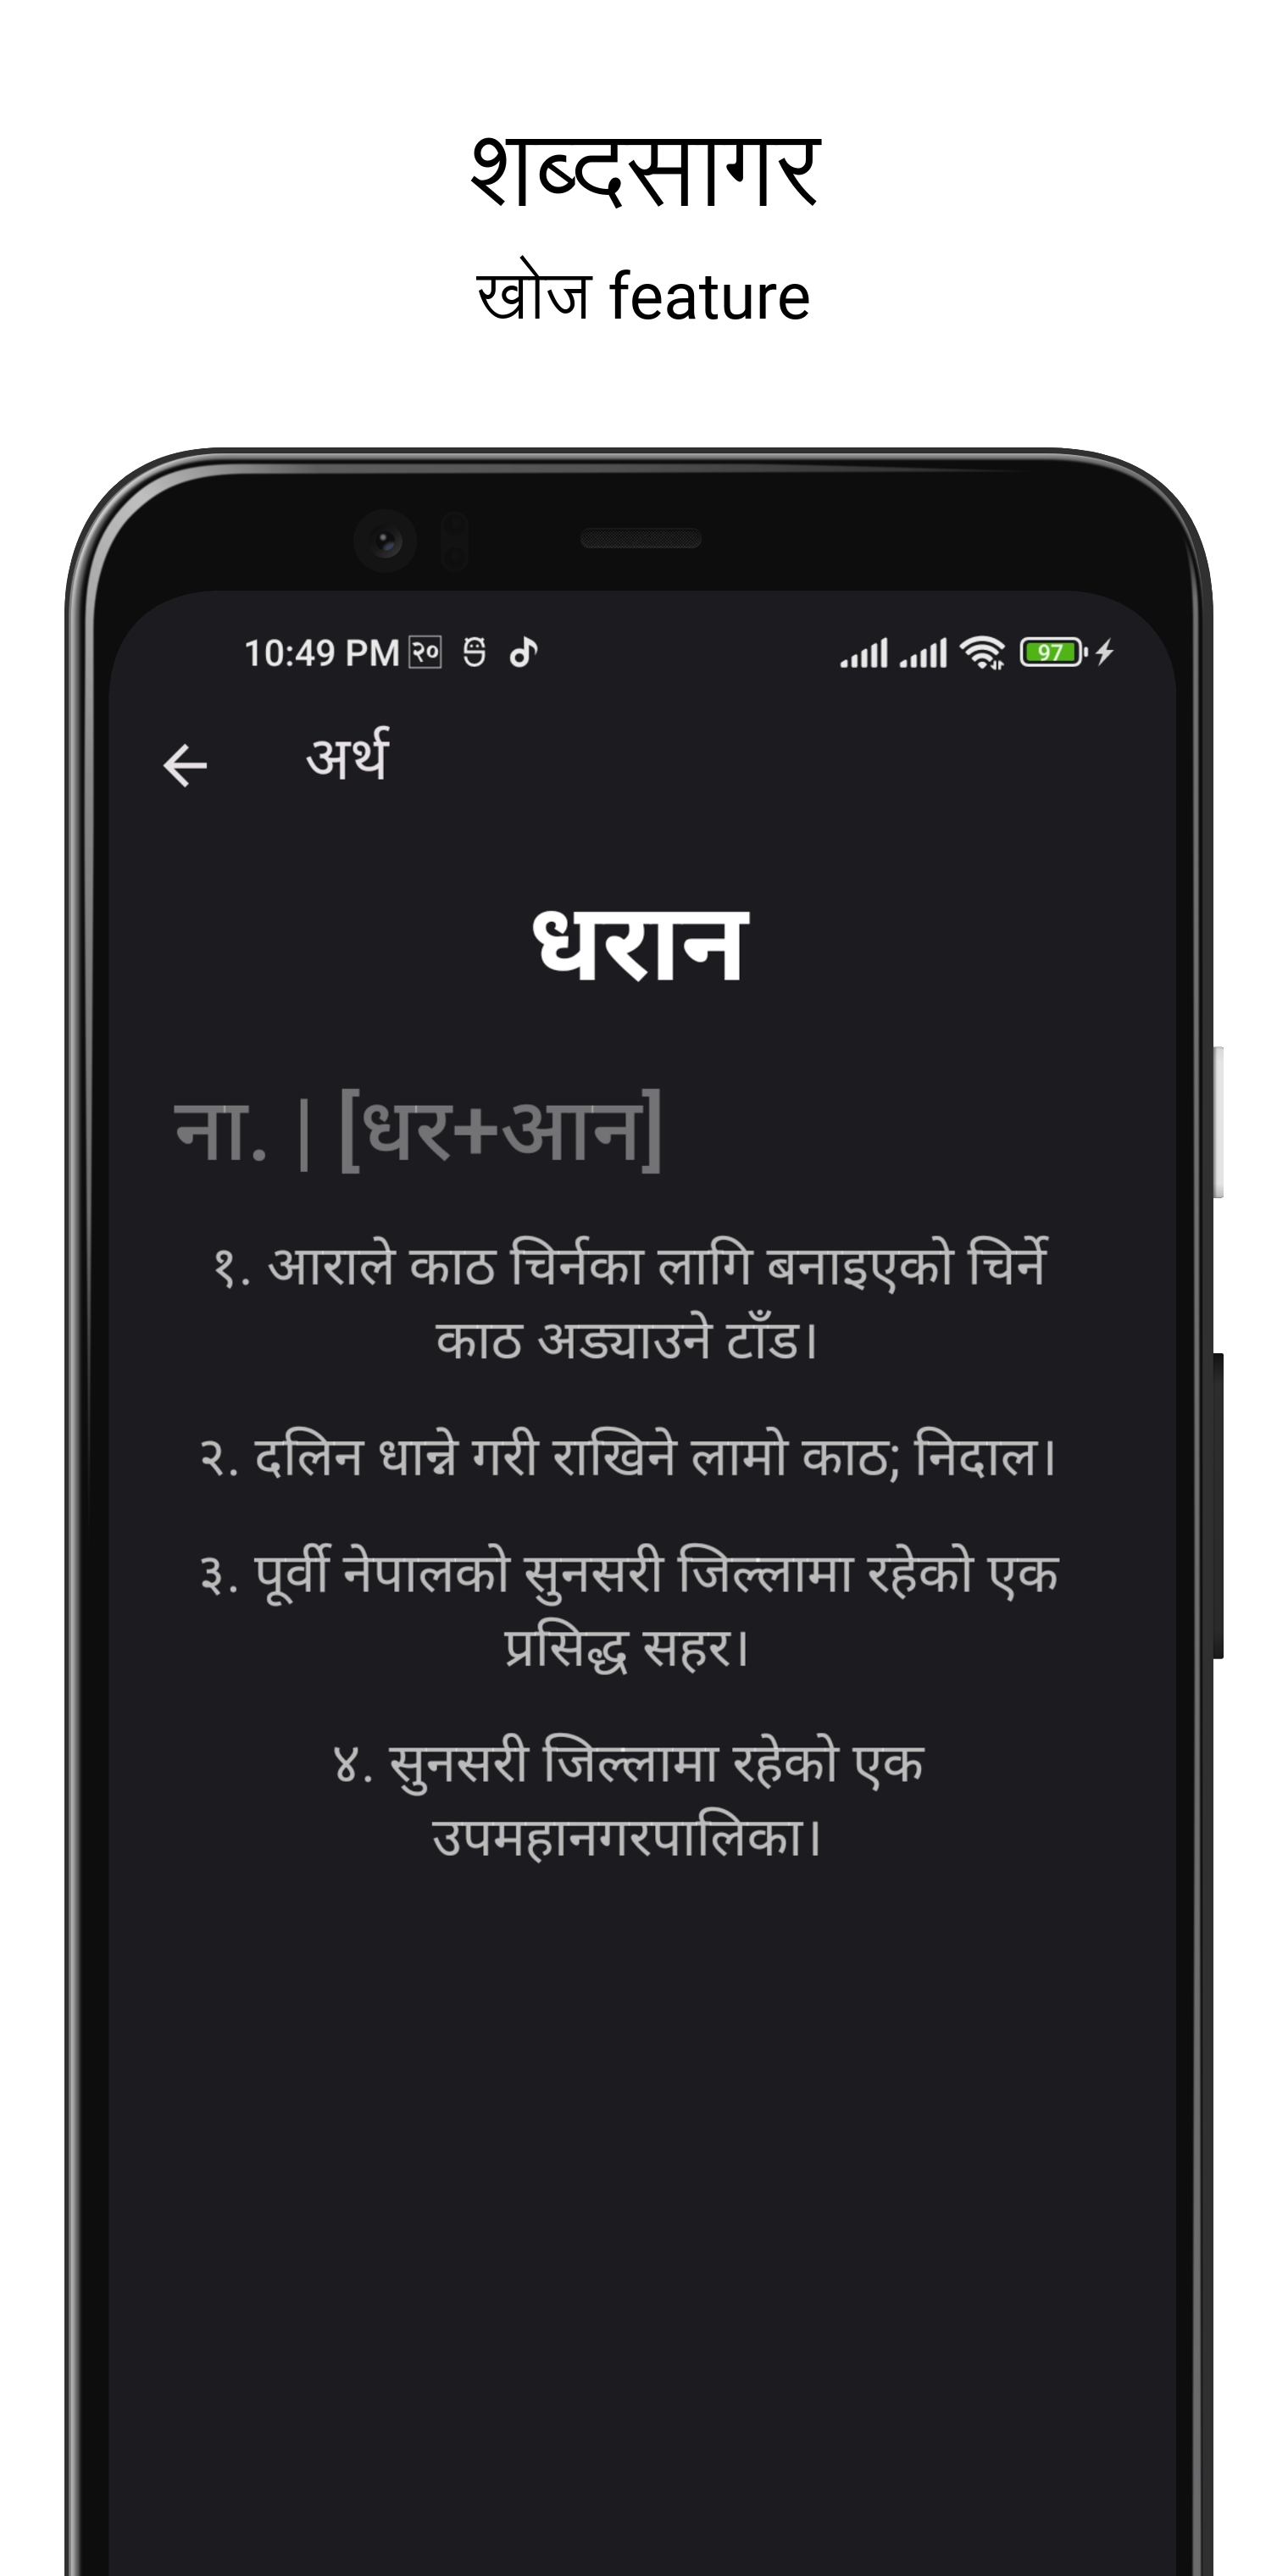 शब्दसागर
खोज feature
10:49 PM २०
97
अर्थ
धरान
ना. | [धर+आन]
१. आराले काठ चिर्नका लागि बनाइएको चिर्ने
काठ अड्याउने टाँड।
२. दलिन धान्ने गरी राखिने लामो काठ; निदाल।
३. पूर्वी नेपालको सुनसरी जिल्लामा रहेको एक
प्रसिद्ध सहर।
४. सुनसरी जिल्लामा रहेको एक
उपमहानगरपालिका।